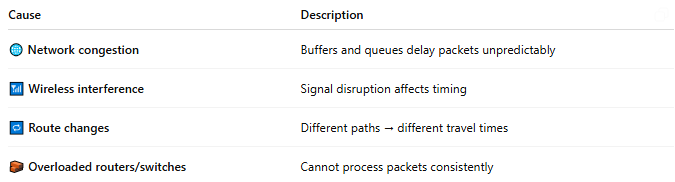 Cause Description
Network congestion Buffers and queues delay packets unpredictably
Wireless interference Signal disruption affects timing
Route changes Different paths → different travel times
Overloaded routers/switches Cannot process packets consistently